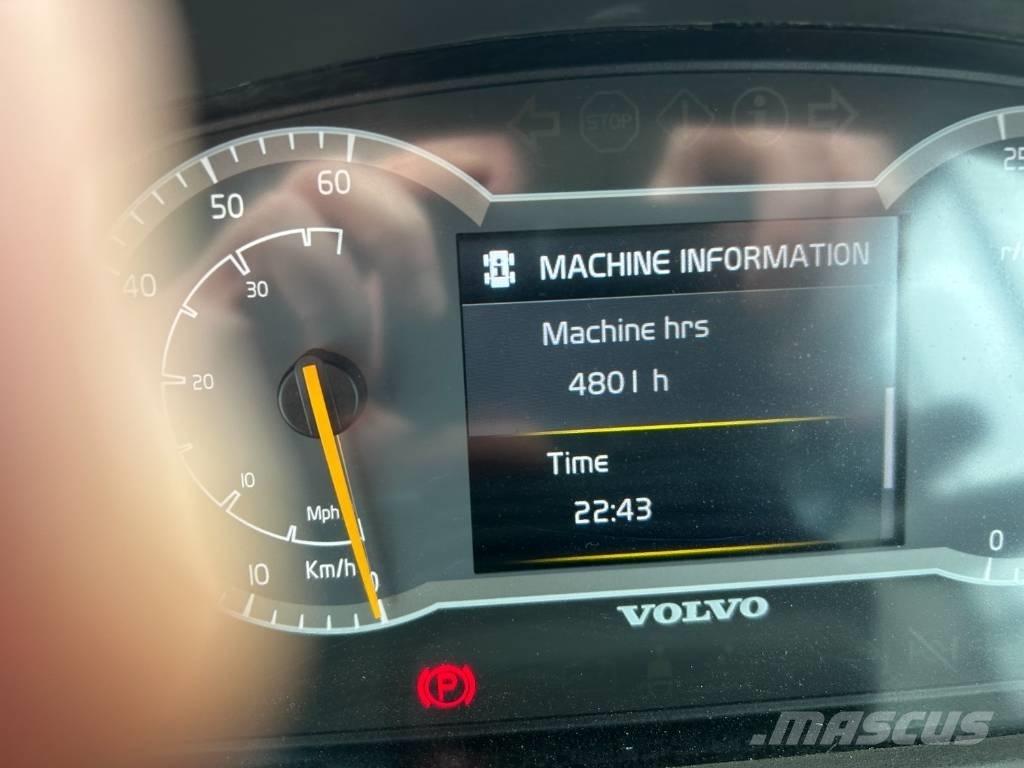 STOP
60
50
40
30
20
10
Mph
10
Km/h
0
MACHINE INFORMATION
Machine hrs
4801 h
Time
22:43
25
r/
0
VOLVO
P
MASCUS